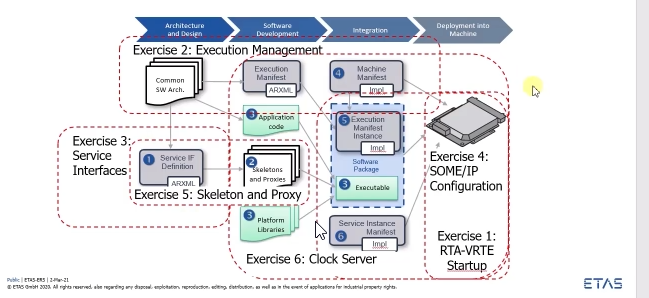 Architecture
and Design
Software
Development
Integration
Deployment into
Machine
Exercise 2: Execution Management
Common
SW Arch.
Execution
Manifest
ARXML
4
Machine
Manifest
Impl.
3
Application
code
5
Execution
Manifest
Instance
Impl
Software
Package
Exercise 3:
Service
Interfaces
1
Service IF
Definition
ARXML
2
Skeletons
and Proxies
3
Executable
Exercise 4:
SOME/IP
Configuration
Exercise 5: Skeleton and Proxy
3
Platform
Libraries
Service Instance
Manifest
6
Impl
Exercise 6: Clock Server
Exercise 1:
RTA-VRTE
Startup
Public | ETAS-ERS | 2-Mar-21
© ETAS GmbH 2020. All rights reserved, also regarding any disposal, exploitation, reproduction, editing, distribution, as well as in the event of applications for industrial property rights.
ETAS